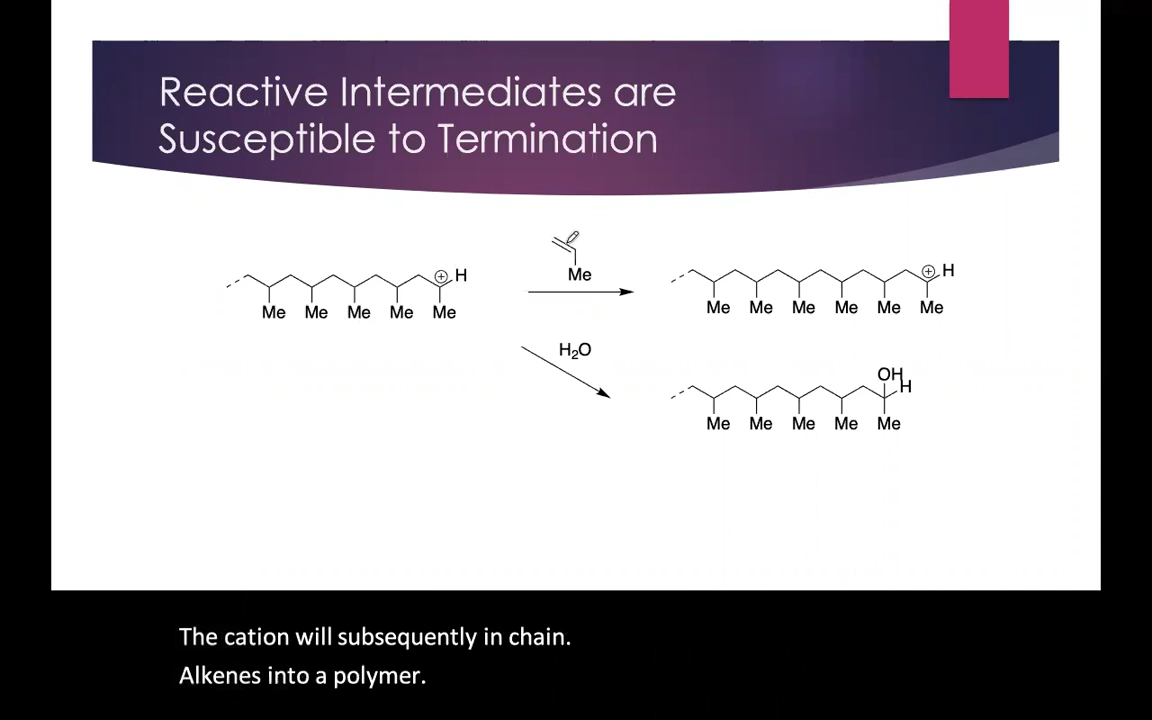 Reactive Intermediates are
Susceptible to Termination
⊕ H
Me Me Me Me Me
Me
⊕ H
Me Me Me Me Me Me
H₂O
OH
H
Me Me Me Me Me
The cation will subsequently in chain.
Alkenes into a polymer.